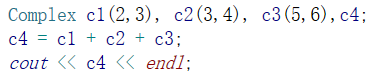 Complex c1(2,3), c2(3,4), c3(5,6),c4;
c4 = c1 + c2 + c3;
cout << c4 << endl;